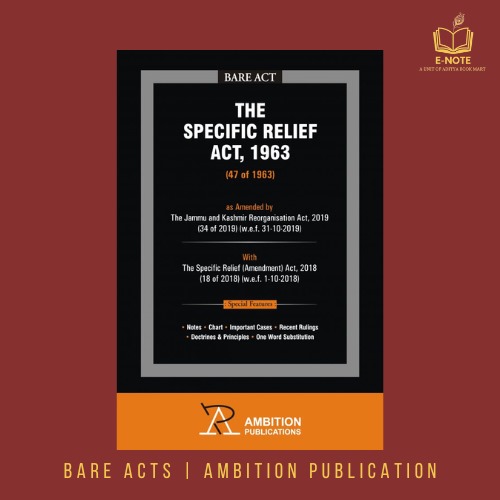 E-NOTE
A UNIT OF ADITYA BOOK MART
BARE ACT
THE
SPECIFIC RELIEF
ACT, 1963
(47 of 1963)
as Amended by
The Jammu and Kashmir Reorganisation Act, 2019
(34 of 2019) (w.e.f. 31-10-2019)
With
The Specific Relief (Amendment) Act, 2018
(18 of 2018) (w.e.f. 1-10-2018)
Special Features
• Notes • Chart • Important Cases • Recent Rulings
• Doctrines & Principles • One Word Substitution
AMBITION
PUBLICATIONS
BARE ACTS | AMBITION PUBLICATION